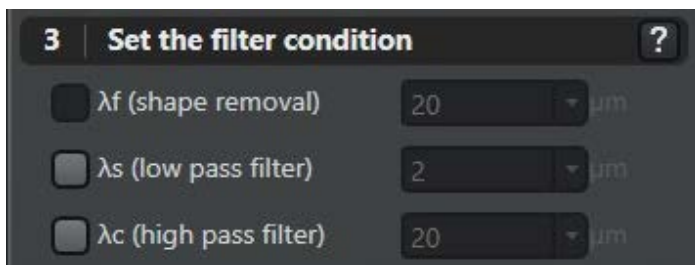 3 Set the filter condition ?
λf (shape removal) 20 µm
λs (low pass filter) 2 µm
λc (high pass filter) 20 µm